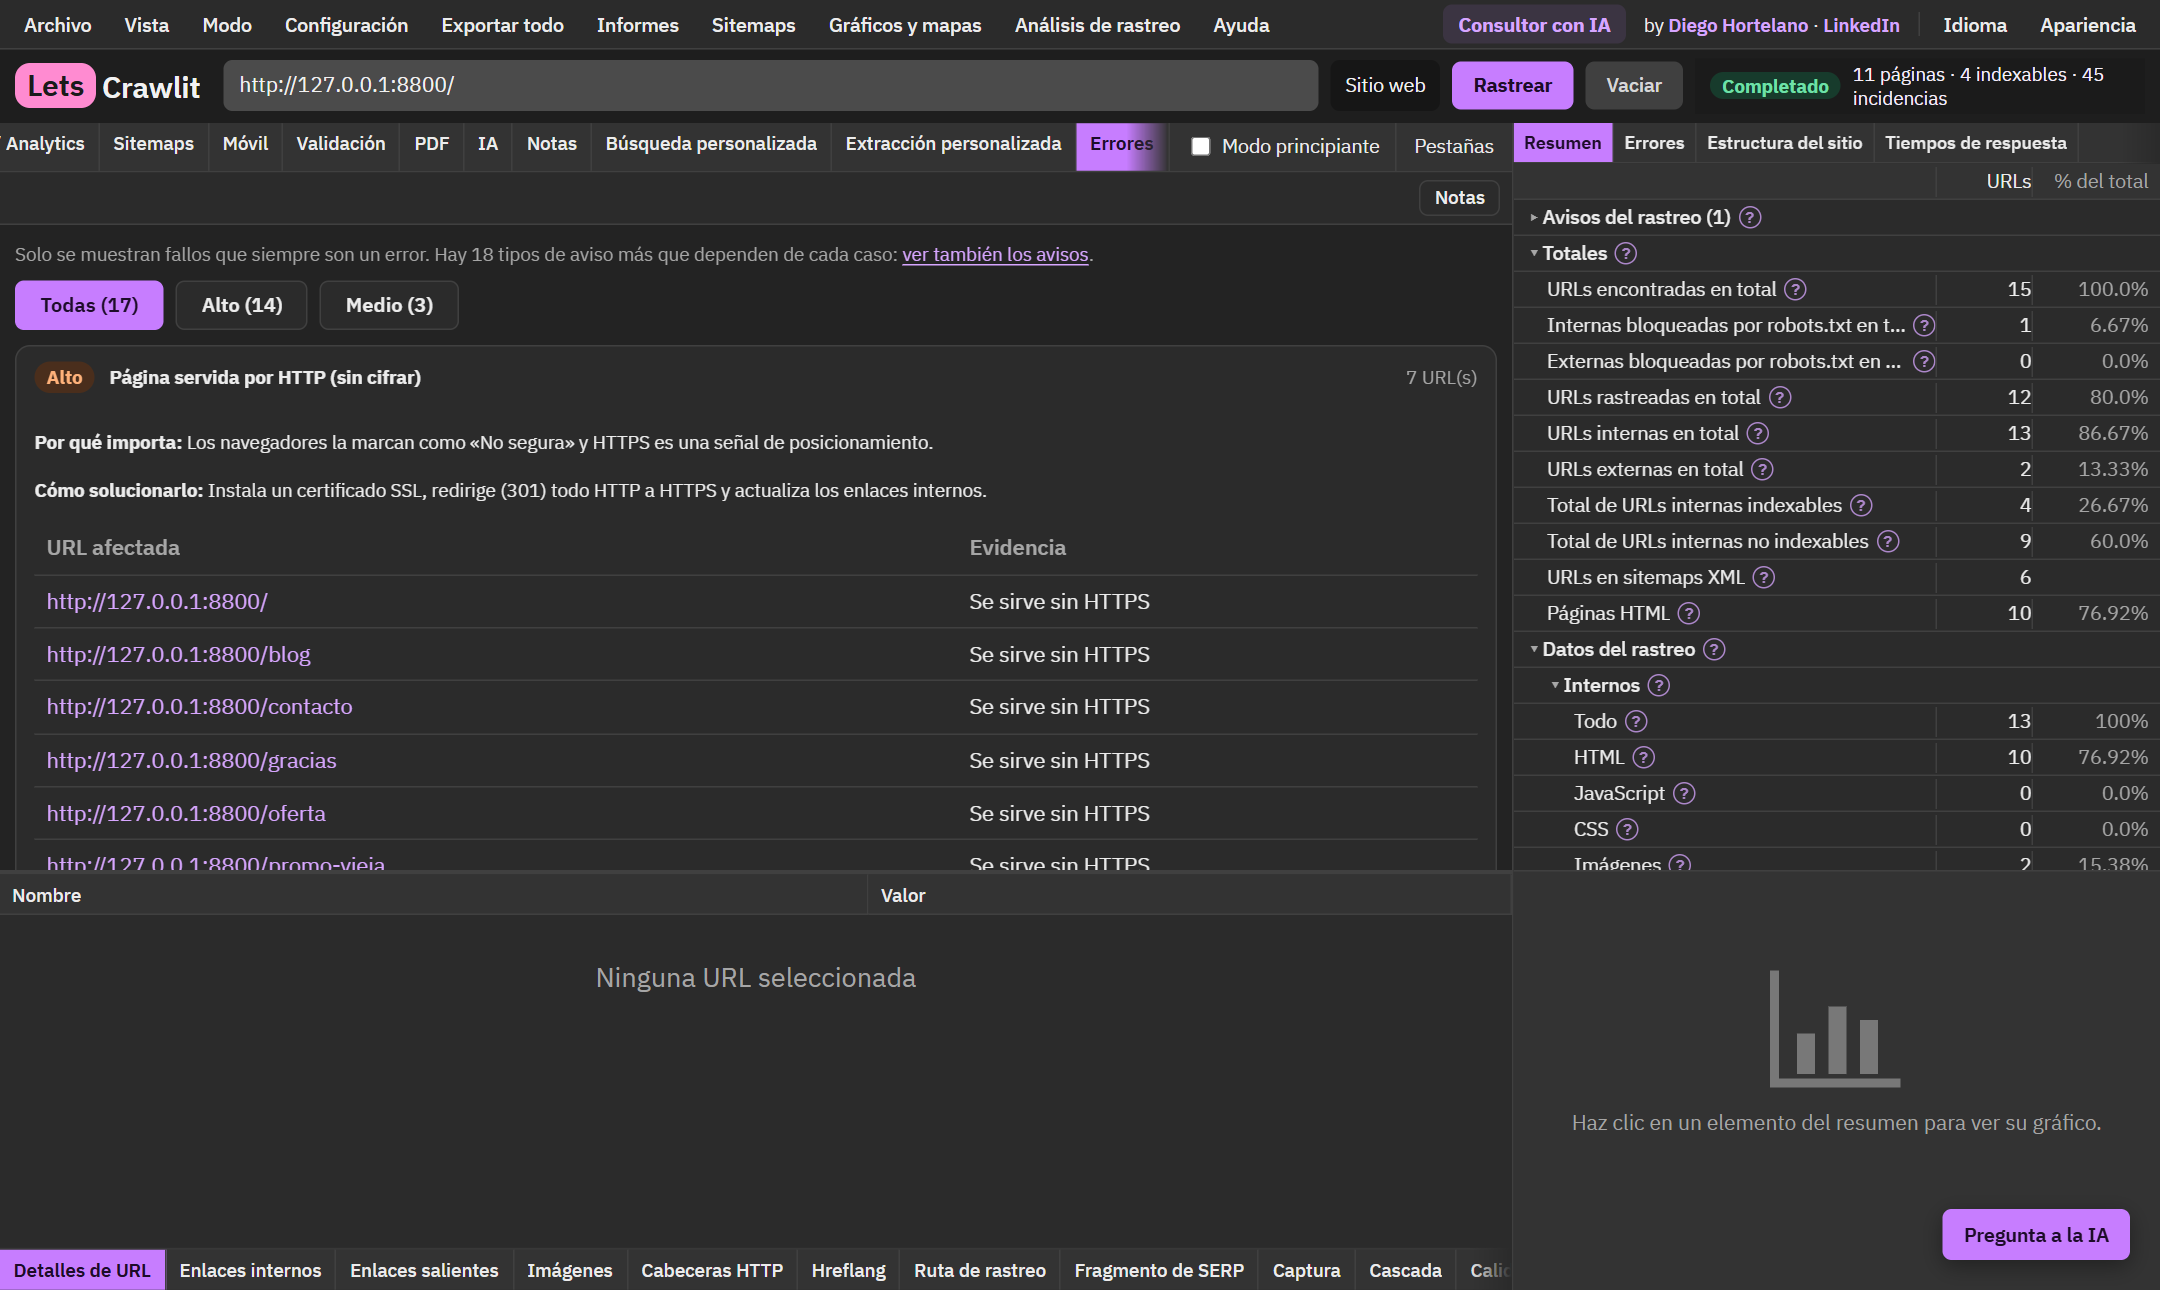 Archivo Vista Modo Configuración Exportar todo Informes Sitemaps Gráficos y mapas Análisis de rastreo Ayuda Consultor con IA by Diego Hortelano · LinkedIn Idioma Apariencia
Lets Crawlit http://127.0.0.1:8800/ Sitio web Rastrear Vaciar Completado 11 páginas · 4 indexables · 45 incidencias
Analytics Sitemaps Móvil Validación PDF IA Notas Búsqueda personalizada Extracción personalizada Errores Modo principiante Pestañas
Notas
Solo se muestran fallos que siempre son un error. Hay 18 tipos de aviso más que dependen de cada caso: ver también los avisos.
Todas (17) Alto (14) Medio (3)
Alto Página servida por HTTP (sin cifrar) 7 URL(s)
Por qué importa: Los navegadores la marcan como «No segura» y HTTPS es una señal de posicionamiento.
Cómo solucionarlo: Instala un certificado SSL, redirige (301) todo HTTP a HTTPS y actualiza los enlaces internos.
URL afectada Evidencia
http://127.0.0.1:8800/ Se sirve sin HTTPS
http://127.0.0.1:8800/blog Se sirve sin HTTPS
http://127.0.0.1:8800/contacto Se sirve sin HTTPS
http://127.0.0.1:8800/gracias Se sirve sin HTTPS
http://127.0.0.1:8800/oferta Se sirve sin HTTPS
http://127.0.0.1:8800/promo-vieja Se sirve sin HTTPS
Nombre Valor
Ninguna URL seleccionada
Detalles de URL Enlaces internos Enlaces salientes Imágenes Cabeceras HTTP Hreflang Ruta de rastreo Fragmento de SERP Captura Cascada
Resumen Errores Estructura del sitio Tiempos de respuesta
URLs % del total
Avisos del rastreo (1) ?
Totales ?
URLs encontradas en total ? 15 100.0%
Internas bloqueadas por robots.txt en t... ? 1 6.67%
Externas bloqueadas por robots.txt en ... ? 0 0.0%
URLs rastreadas en total ? 12 80.0%
URLs internas en total ? 13 86.67%
URLs externas en total ? 2 13.33%
Total de URLs internas indexables ? 4 26.67%
Total de URLs internas no indexables ? 9 60.0%
URLs en sitemaps XML ? 6
Páginas HTML ? 10 76.92%
Datos del rastreo ?
Internos ?
Todo ? 13 100%
HTML ? 10 76.92%
JavaScript ? 0 0.0%
CSS ? 0 0.0%
Imágenes ? 2 15.38%
Haz clic en un elemento del resumen para ver su gráfico.
Pregunta a la IA